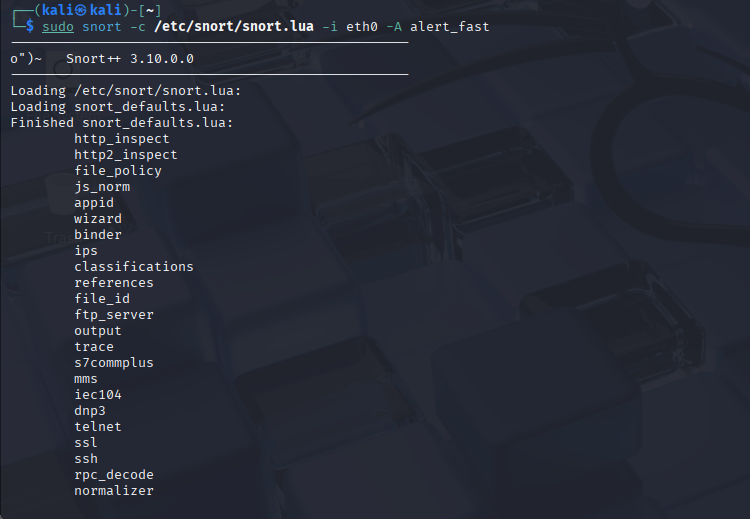 ┌──(kali㉿kali)-[~]
└─$ sudo snort -c /etc/snort/snort.lua -i eth0 -A alert_fast
--------------------------------------------------
o")~   Snort++ 3.10.0.0
--------------------------------------------------
Loading /etc/snort/snort.lua:
Loading snort_defaults.lua:
Finished snort_defaults.lua:
        http_inspect
        http2_inspect
        file_policy
        js_norm
        appid
        wizard
        binder
        ips
        classifications
        references
        file_id
        ftp_server
        output
        trace
        s7commplus
        mms
        iec104
        dnp3
        telnet
        ssl
        ssh
        rpc_decode
        normalizer